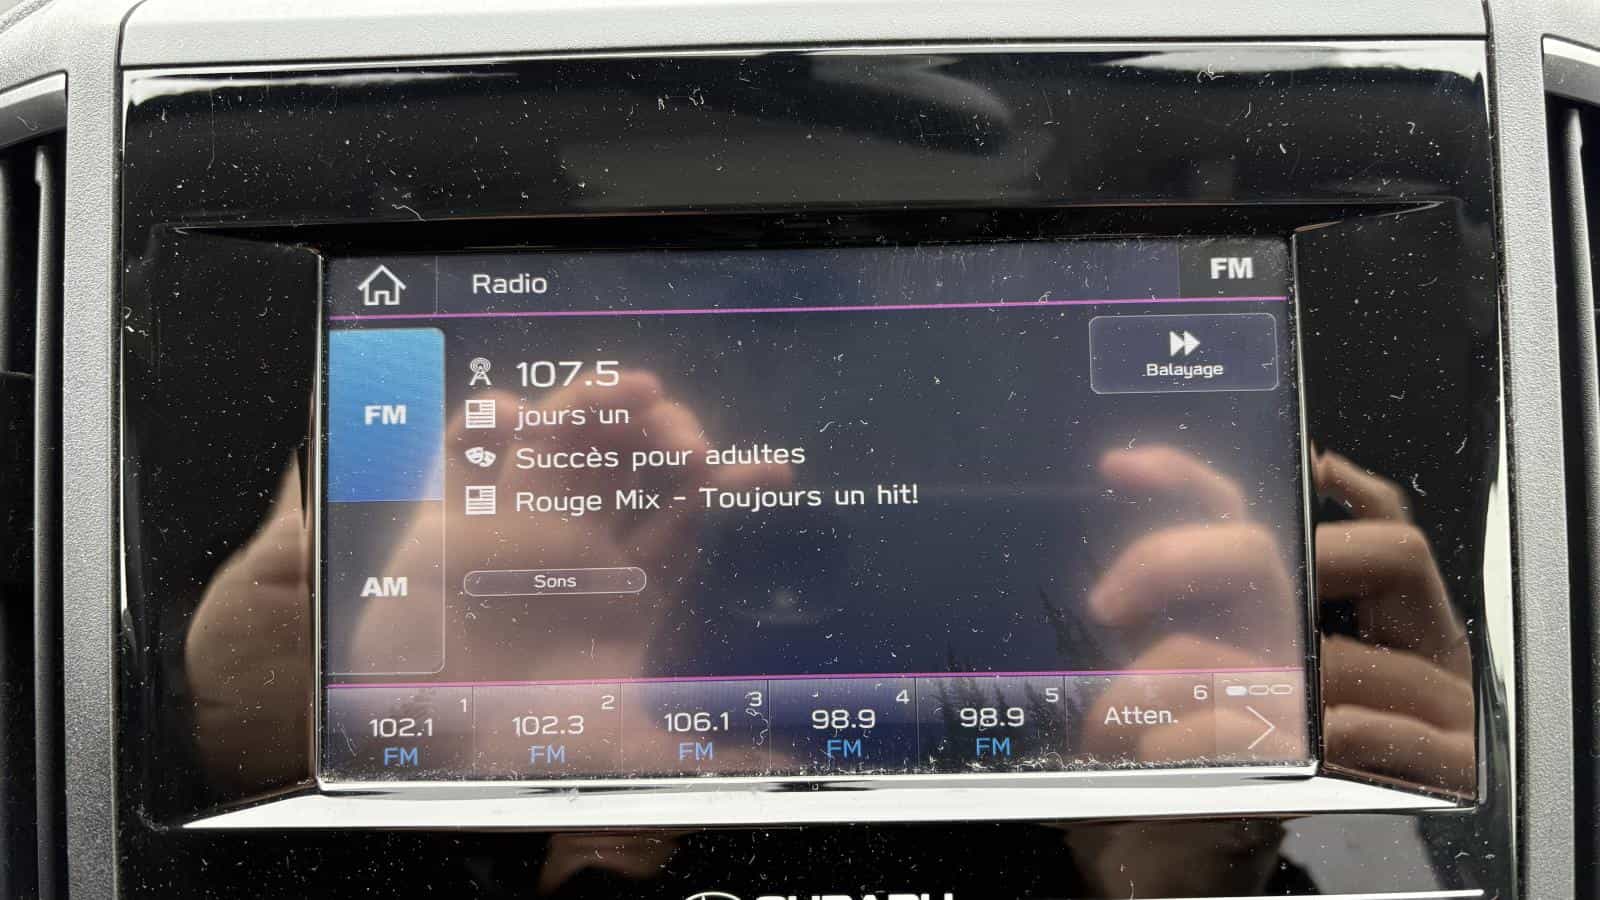 Radio
FM
FM
AM
107.5
jours un
Succès pour adultes
Rouge Mix - Toujours un hit!
Balayage
Sons
1
102.1
FM
2
102.3
FM
3
106.1
FM
4
98.9
FM
5
98.9
FM
6
Atten.
SUBARU